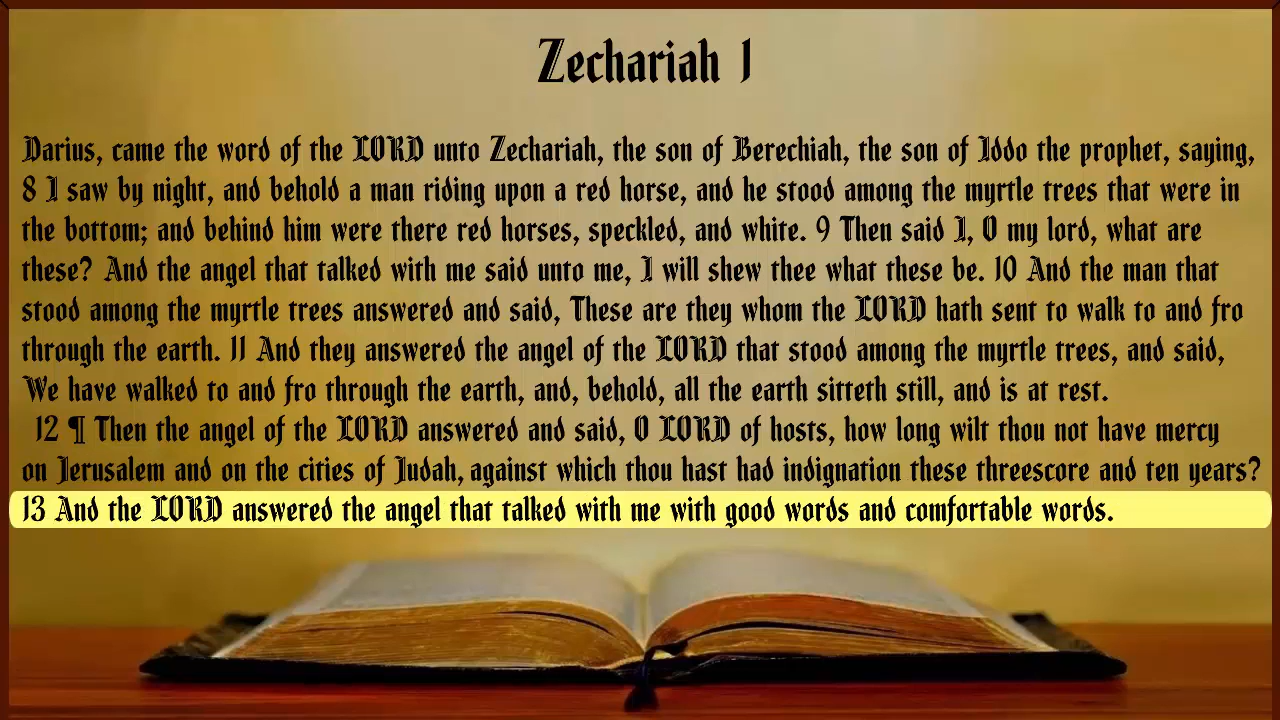 Zechariah 1
Darius, came the word of the LORD unto Zechariah, the son of Berechiah, the son of Iddo the prophet, saying,
8 I saw by night, and behold a man riding upon a red horse, and he stood among the myrtle trees that were in
the bottom; and behind him were there red horses, speckled, and white. 9 Then said I, O my lord, what are
these? And the angel that talked with me said unto me, I will shew thee what these be. 10 And the man that
stood among the myrtle trees answered and said, These are they whom the LORD hath sent to walk to and fro
through the earth. 11 And they answered the angel of the LORD that stood among the myrtle trees, and said,
We have walked to and fro through the earth, and, behold, all the earth sitteth still, and is at rest.
12 ¶ Then the angel of the LORD answered and said, O LORD of hosts, how long wilt thou not have mercy
on Jerusalem and on the cities of Judah, against which thou hast had indignation these threescore and ten years?
13 And the LORD answered the angel that talked with me with good words and comfortable words.